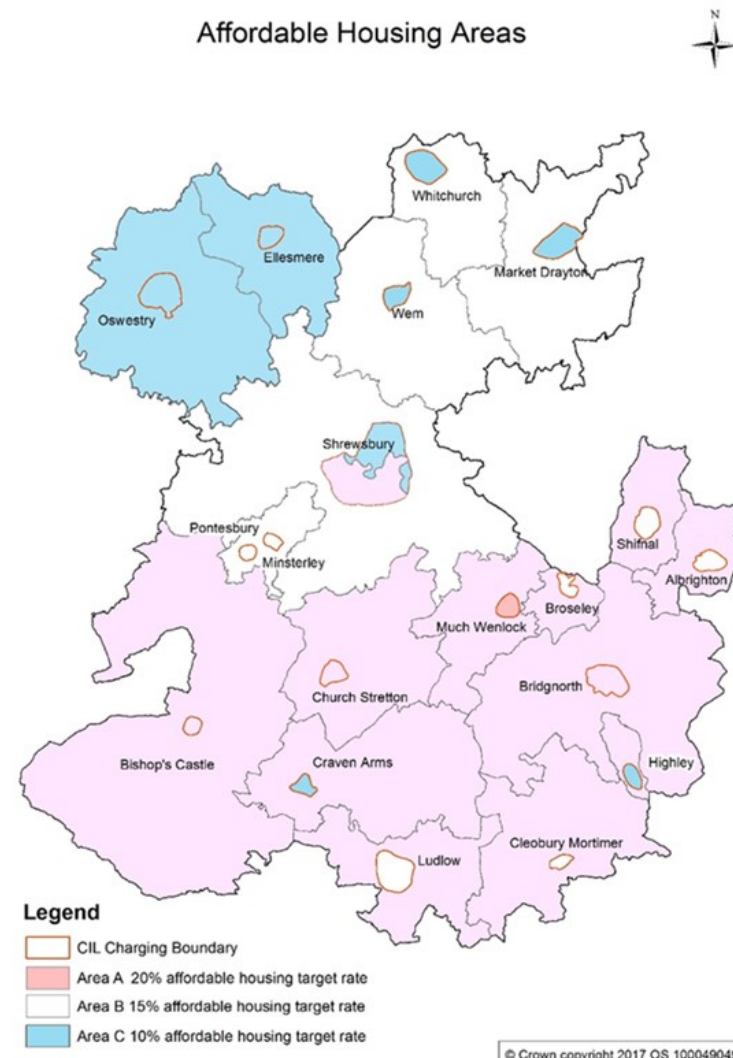 Affordable Housing Areas
N
Whitchurch
Ellesmere
Market Drayton
Oswestry
Wem
Shrewsbury
Pontesbury
Minsterley
Shifnal
Albrighton
Broseley
Much Wenlock
Church Stretton
Bridgnorth
Bishop's Castle
Craven Arms
Highley
Cleobury Mortimer
Ludlow
Legend
CIL Charging Boundary
Area A 20% affordable housing target rate
Area B 15% affordable housing target rate
Area C 10% affordable housing target rate
© Crown copyright 2017 OS